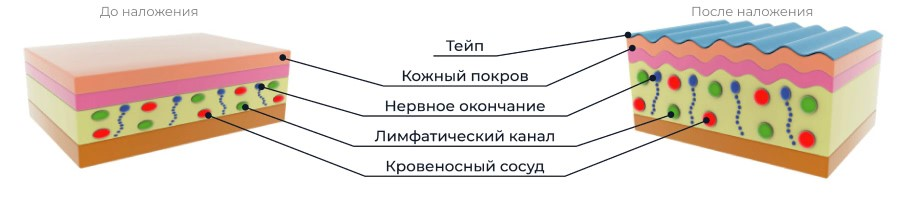 До наложения
После наложения
Тейп
Кожный покров
Нервное окончание
Лимфатический канал
Кровеносный сосуд